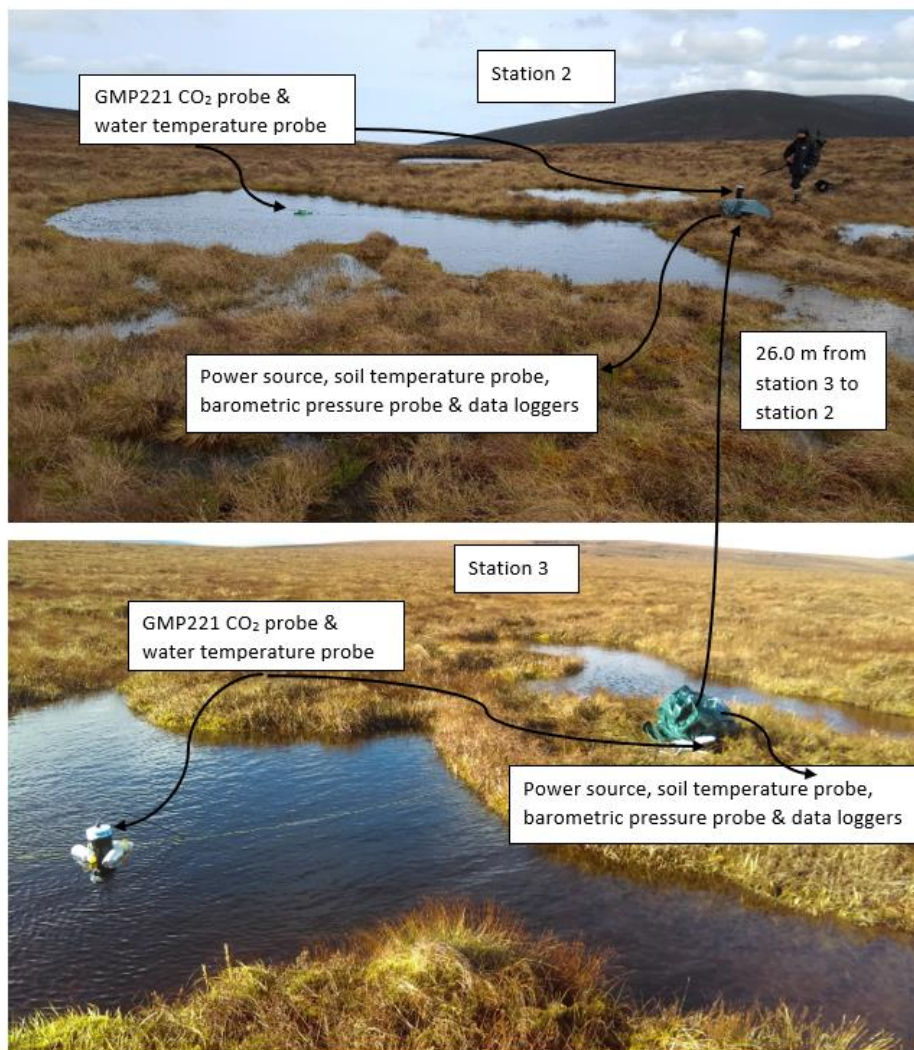 Station 2
GMP221 CO₂ probe &
water temperature probe
Power source, soil temperature probe,
barometric pressure probe & data loggers
26.0 m from
station 3 to
station 2
Station 3
GMP221 CO₂ probe &
water temperature probe
Power source, soil temperature probe,
barometric pressure probe & data loggers